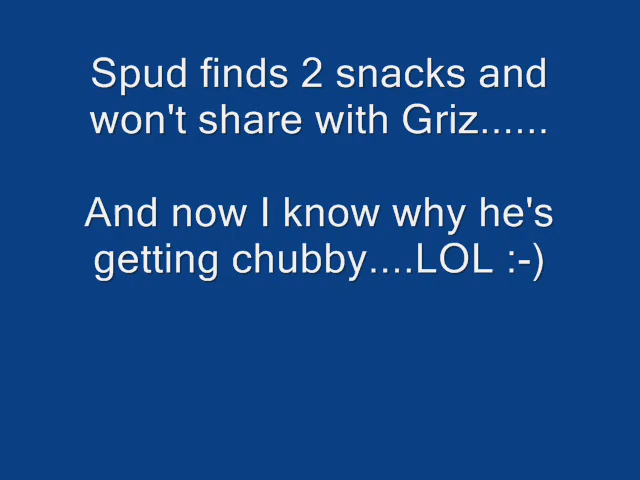 Spud finds 2 snacks and
won't share with Griz......
And now I know why he's
getting chubby....LOL :-)